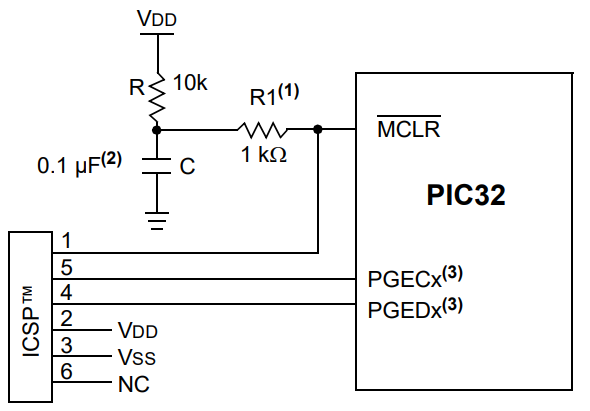 VDD
R 10k
R1(1)
1 kΩ
0.1 µF(2) C
MCLR
PIC32
ICSP™
1
5 PGECx(3)
4 PGEDx(3)
2 VDD
3 VSS
6 NC